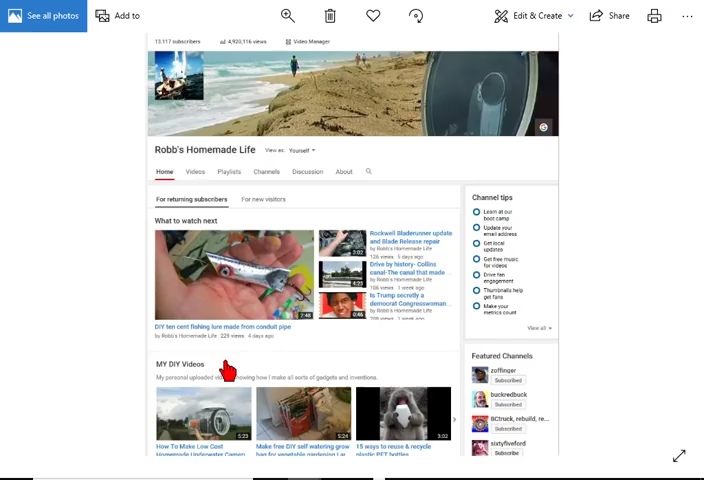 See all photos
Add to
Edit & Create
Share
13,117 subscribers
4,920,116 views
Video Manager
Robb's Homemade Life
View as: Yourself
Home
Videos
Playlists
Channels
Discussion
About
For returning subscribers
For new visitors
What to watch next
2:48
DIY ten cent fishing lure made from conduit pipe
by Robb's Homemade Life 229 views 4 days ago
3:02
Rockwell Bladerunner update
and Blade Release repair
by Robb's Homemade Life
126 views 5 days ago
4:23
Drive by history- Collins
canal-The canal that made ...
by Robb's Homemade Life
186 views 1 week ago
0:46
Is Trump secretly a
democrat Congresswoman...
by Robb's Homemade Life
views 1 week ago
MY DIY Videos
My personal uploaded showing how I make all sorts of gadgets and inventions.
5:23
How To Make Low Cost
Homemade Underwater Camera
5:24
Make free DIY self watering grow
bag for vegetable gardening
3:02
15 ways to reuse & recycle
plastic PET bottles
Channel tips
Learn at our
boot camp
Update your
email address
Get local
updates
Get free music
for videos
Drive fan
engagement
Thumbnails help
get fans
Make your
metrics count
View all »
Featured Channels
zoffinger
Subscribed
buckredbuck
Subscribed
BCtruck, rebuild, re...
Subscribed
sixtyfiveford
Subscribe